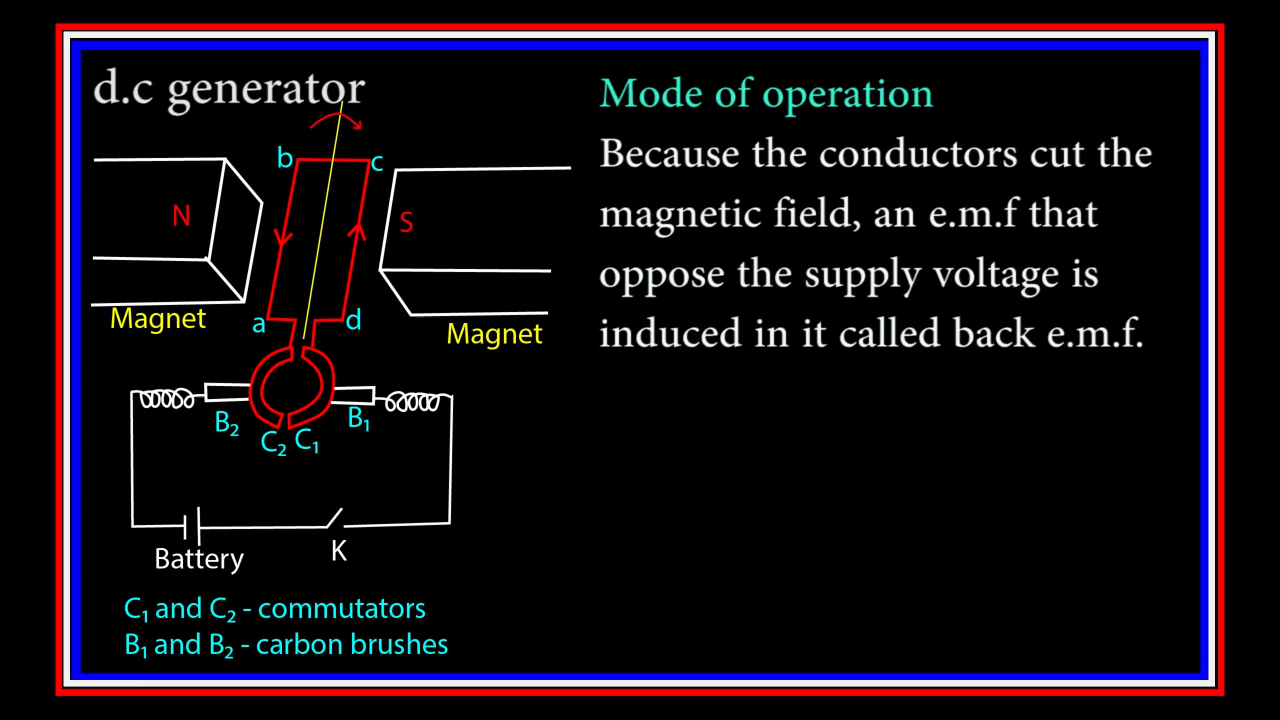 d.c generator
Mode of operation
Because the conductors cut the
magnetic field, an e.m.f that
oppose the supply voltage is
induced in it called back e.m.f.
b
c
N
S
a
d
Magnet
Magnet
B₂
B₁
C₂
C₁
Battery
K
C₁ and C₂ - commutators
B₁ and B₂ - carbon brushes